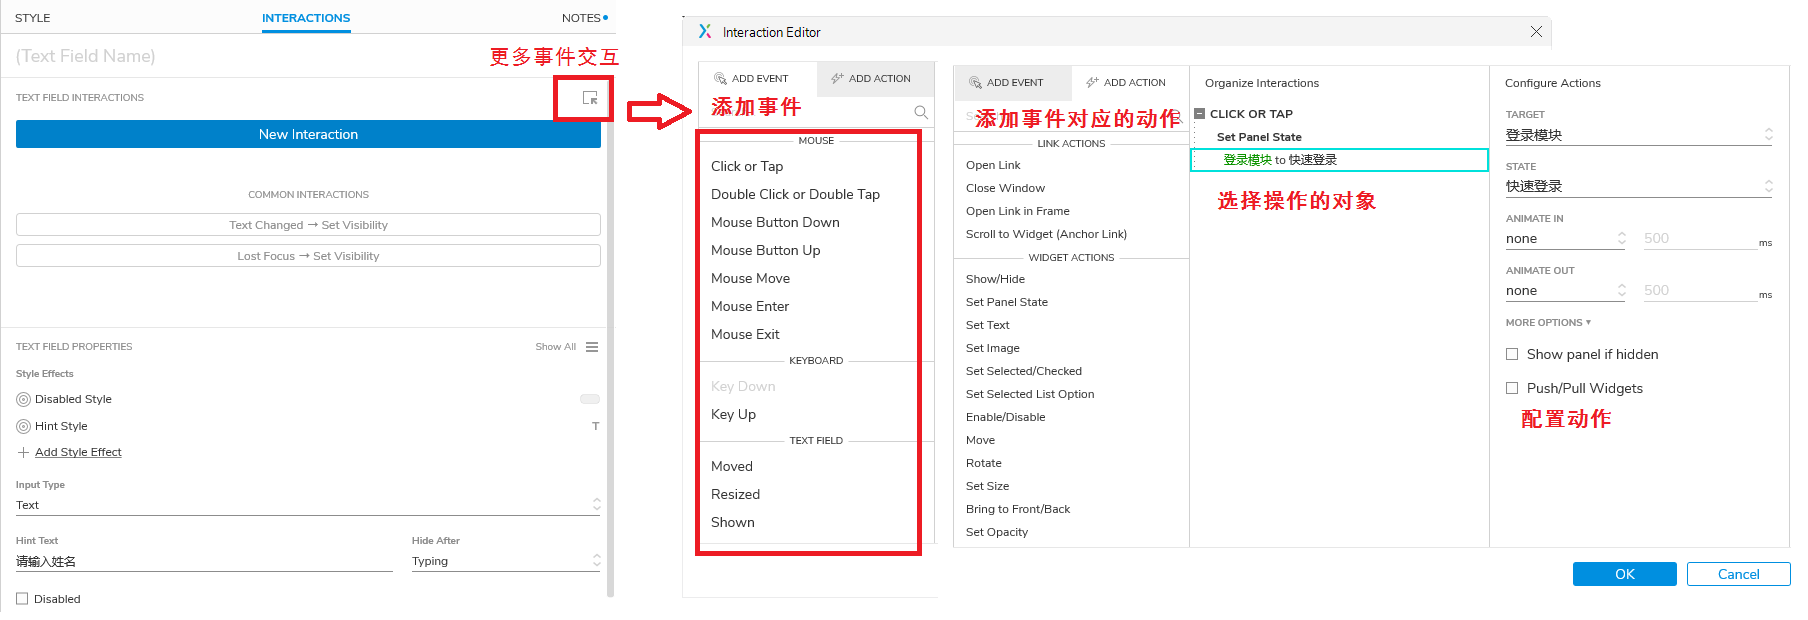 STYLE
INTERACTIONS
NOTES
(Text Field Name)
更多事件交互
TEXT FIELD INTERACTIONS
New Interaction
COMMON INTERACTIONS
Text Changed → Set Visibility
Lost Focus → Set Visibility
TEXT FIELD PROPERTIES
Show All
Style Effects
Disabled Style
Hint Style
T
Add Style Effect
Input Type
Text
Hint Text
Hide After
请输入姓名
Typing
Disabled
Interaction Editor
ADD EVENT
ADD ACTION
添加事件
MOUSE
Click or Tap
Double Click or Double Tap
Mouse Button Down
Mouse Button Up
Mouse Move
Mouse Enter
Mouse Exit
KEYBOARD
Key Down
Key Up
TEXT FIELD
Moved
Resized
Shown
ADD EVENT
ADD ACTION
添加事件对应的动作
LINK ACTIONS
Open Link
Close Window
Open Link in Frame
Scroll to Widget (Anchor Link)
WIDGET ACTIONS
Show/Hide
Set Panel State
Set Text
Set Image
Set Selected/Checked
Set Selected List Option
Enable/Disable
Move
Rotate
Set Size
Bring to Front/Back
Set Opacity
Organize Interactions
CLICK OR TAP
Set Panel State
登录模块 to 快速登录
选择操作的对象
Configure Actions
TARGET
登录模块
STATE
快速登录
ANIMATE IN
none
500
ms
ANIMATE OUT
none
500
ms
MORE OPTIONS ▾
Show panel if hidden
Push/Pull Widgets
配置动作
OK
Cancel